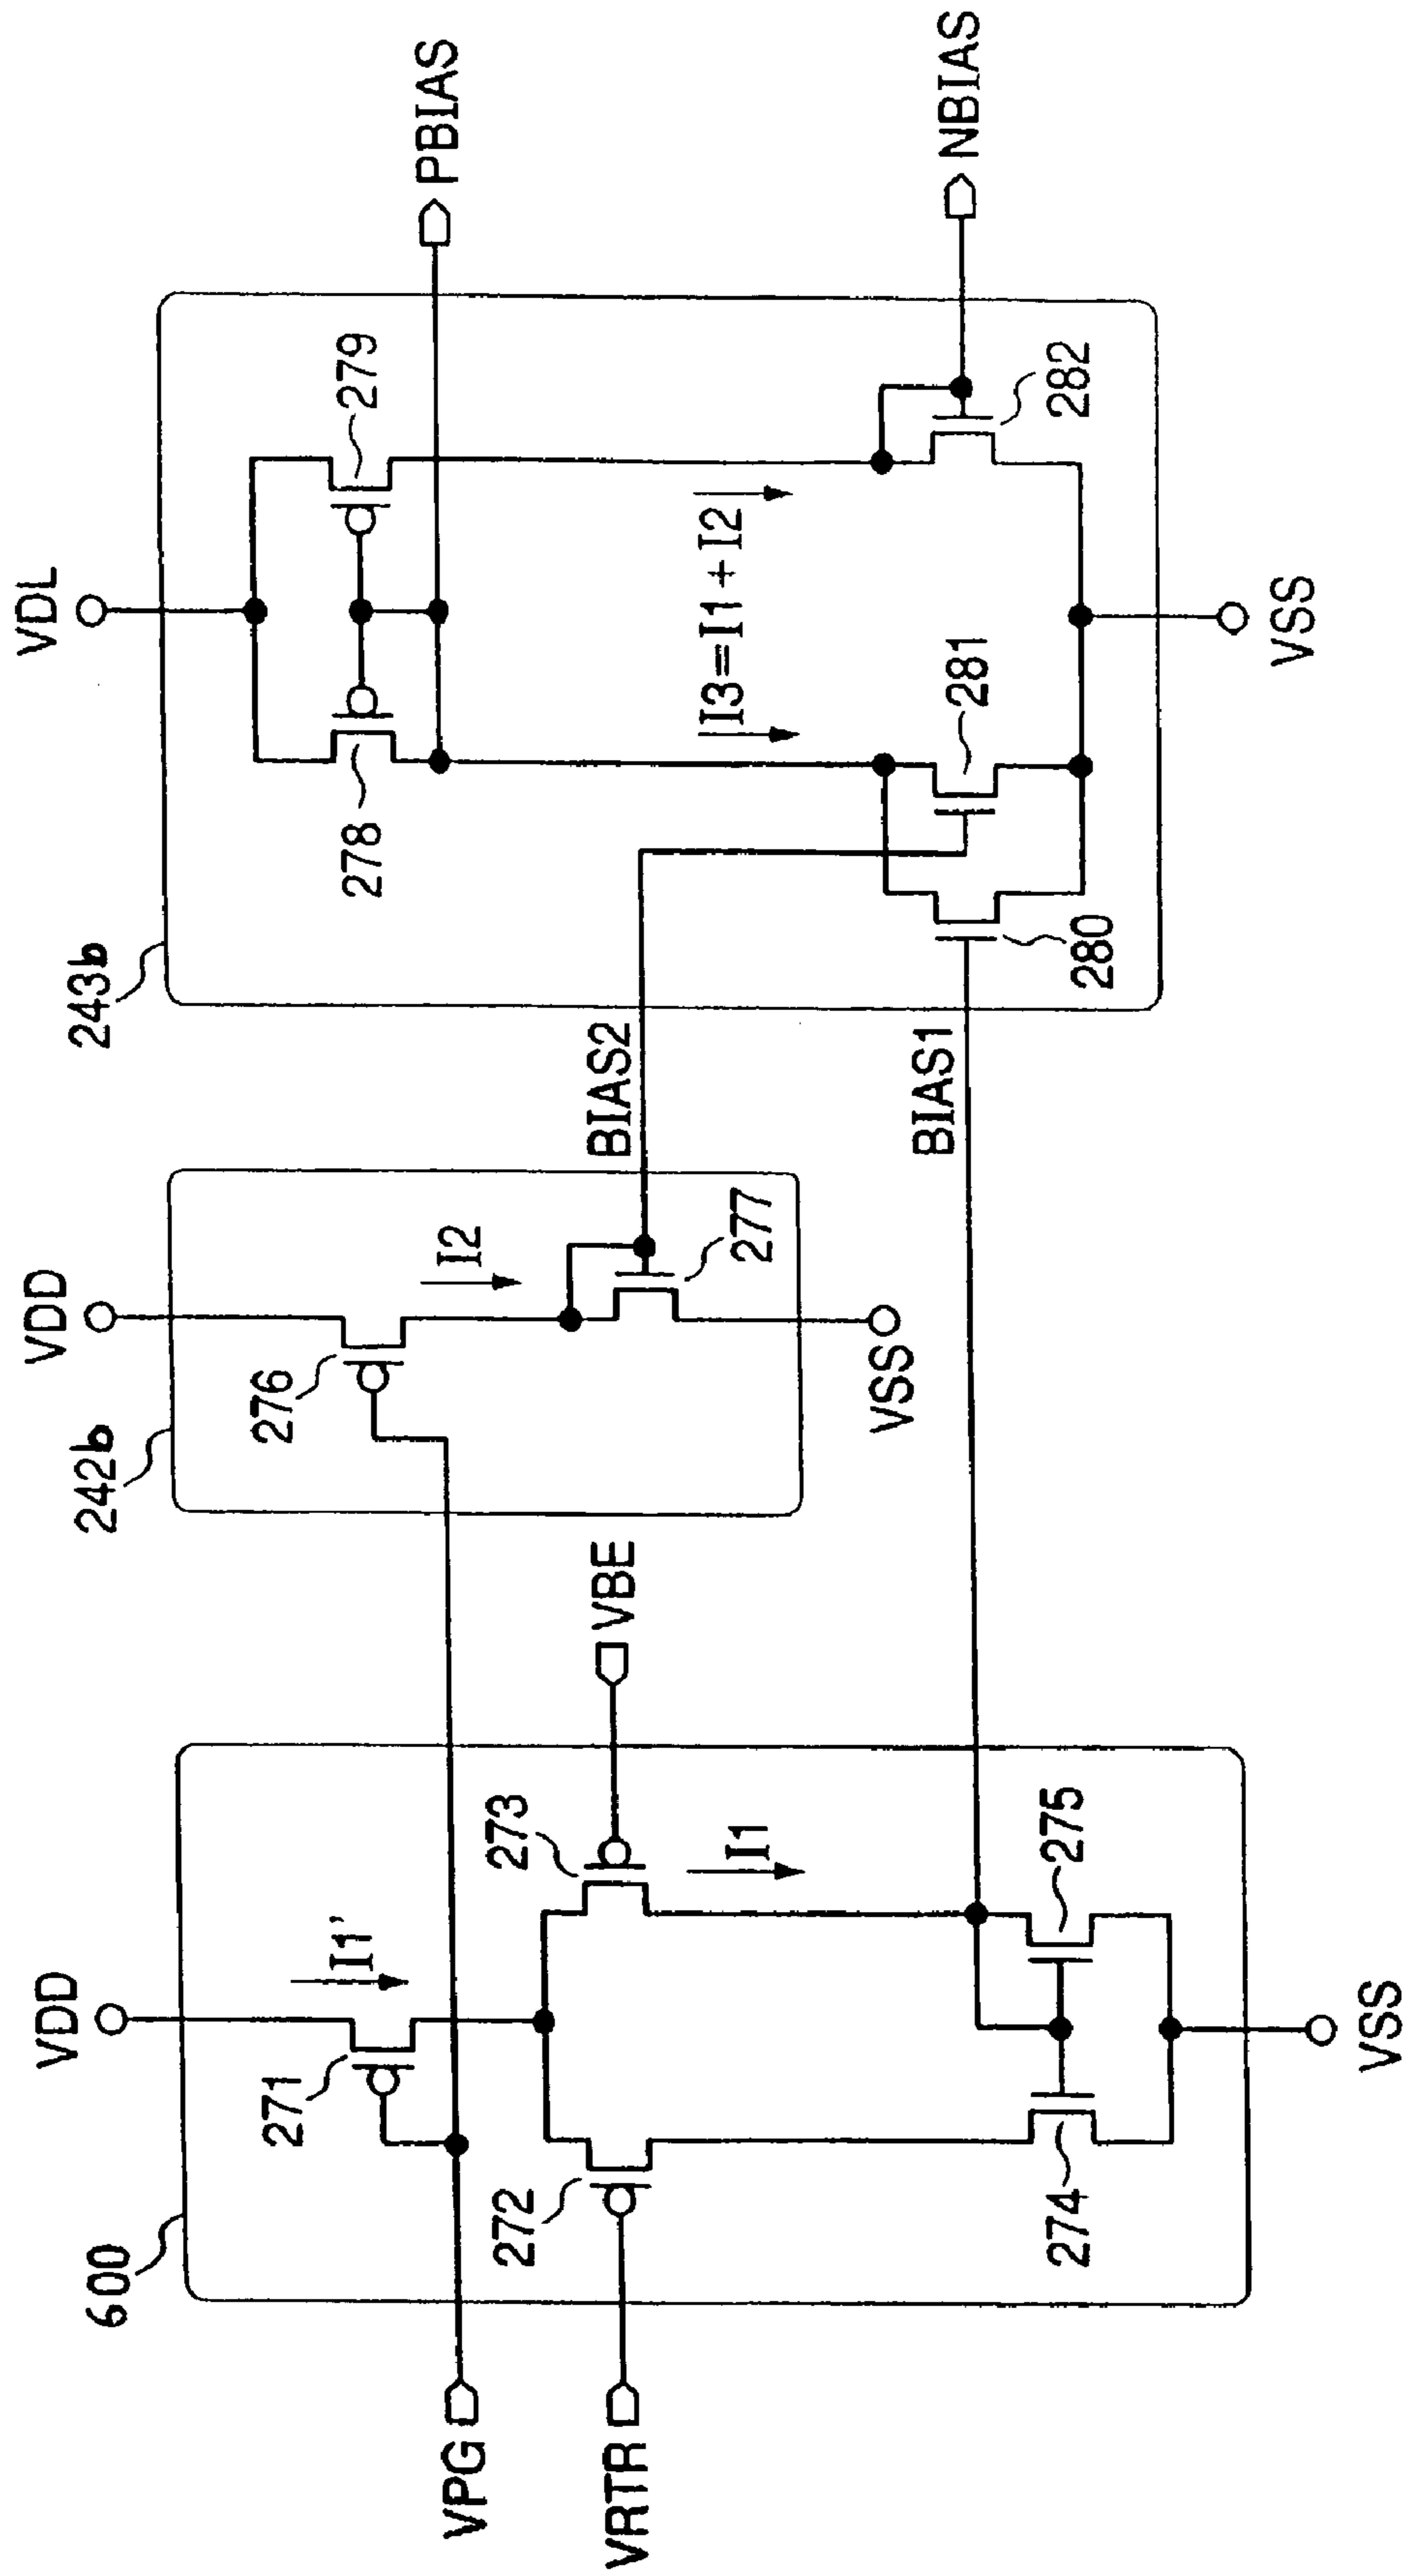 600
VDD
I1'
271
VPG
272
VRTR
273
VBE
I1
274
275
VSS
242b
VDD
276
I2
277
VSS
BIAS2
BIAS1
243b
VDL
278
279
PBIAS
I3=I1+I2
280
281
282
NBIAS
VSS